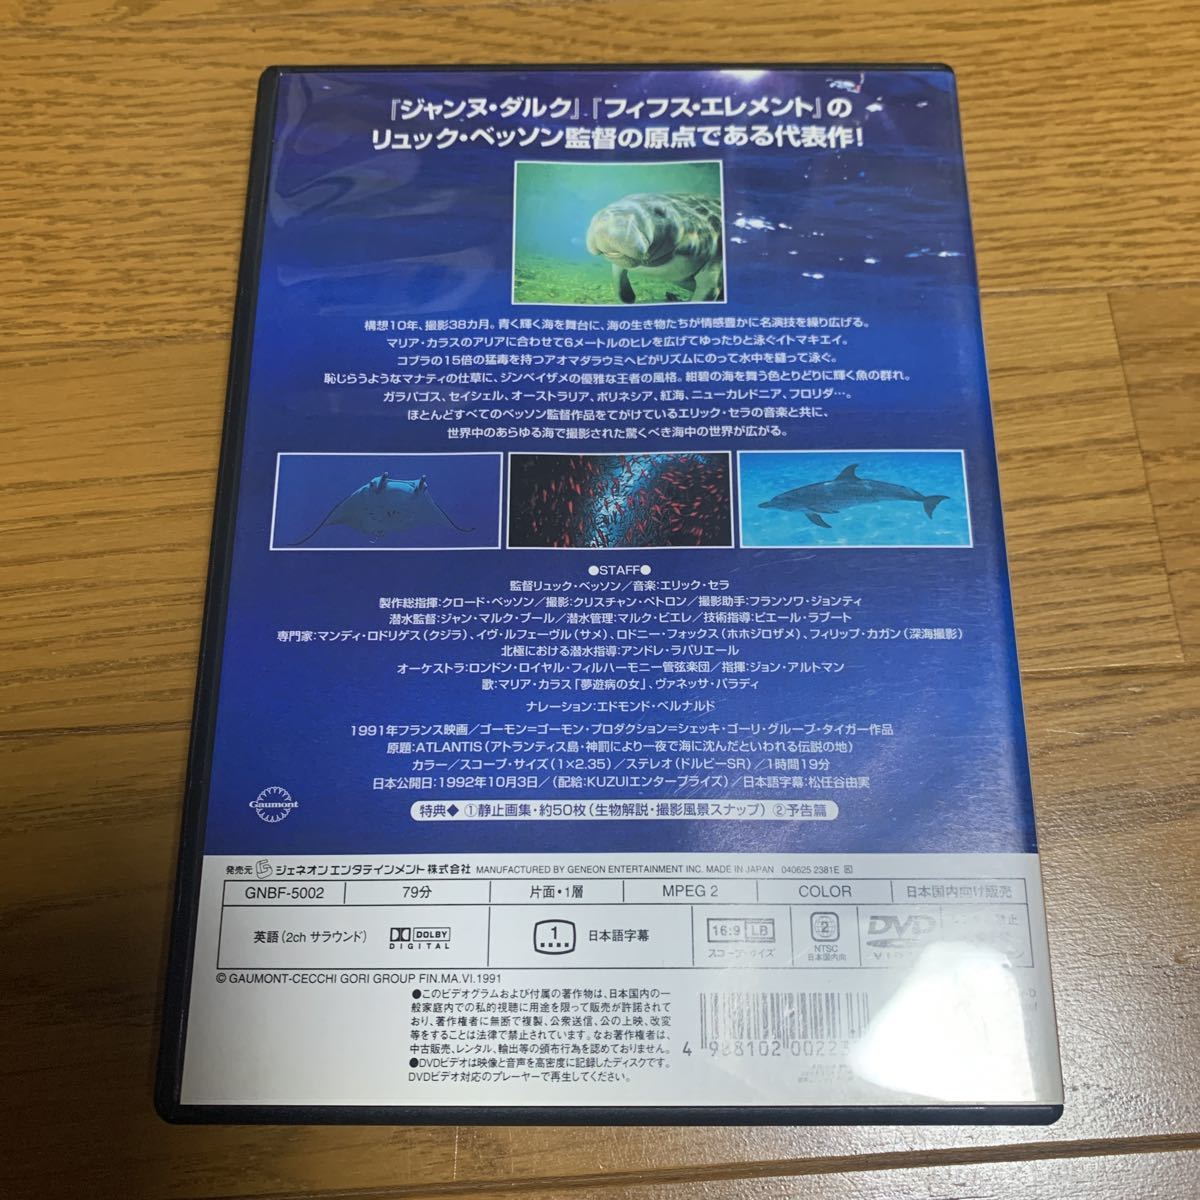 『ジャンヌ・ダルク』『フィフス・エレメント』の
リュック・ベッソン監督の原点である代表作!
構想10年、撮影38カ月。青く輝く海を舞台に、海の生き物たちが情感豊かに名演技を繰り広げる。
マリア・カラスのアリアに合わせて6メートルのヒレを広げてゆったりと泳ぐイトマキエイ。
コブラの15倍の猛毒を持つアオマダラウミヘビがリズムにのって水中を縫って泳ぐ。
恥じらうようなマナティの仕草に、ジンベイザメの優雅な王者の風格。紺碧の海を舞う色とりどりに輝く魚の群れ。
ガラパゴス、セイシェル、オーストラリア、ポリネシア、紅海、ニューカレドニア、フロリダ…。
ほとんどすべてのベッソン監督作品をてがけているエリック・セラの音楽と共に、
世界中のあらゆる海で撮影された驚くべき海中の世界が広がる。
●STAFF●
監督リュック・ベッソン/音楽:エリック・セラ
製作総指揮:クロード・ベッソン/撮影:クリスチャン・ペトロン/撮影助手:フランソワ・ジョンティ
潜水監督:ジャン・マルク・ブール/潜水管理:マルク・ビエレ/技術指導:ピエール・ラブート
専門家:マンディ・ロドリゲス(クジラ)、イヴ・ルフェーヴル(サメ)、ロドニー・フォックス(ホホジロザメ)、フィリップ・カガン(深海撮影)
北極における潜水指導:アンドレ・ラバリエール
オーケストラ:ロンドン・ロイヤル・フィルハーモニー管弦楽団/指揮:ジョン・アルトマン
歌:マリア・カラス「夢遊病の女」、ヴァネッサ・パラディ
ナレーション:エドモンド・ベルナルド
1991年フランス映画/ゴーモン=ゴーモン・プロダクション=シェッキ・ゴーリ・グループ・タイガー作品
原題:ATLANTIS(アトランティス島・神罰により一夜で海に沈んだといわれる伝説の地)
カラー/スコープ・サイズ(1×2.35)/ステレオ(ドルビーSR)/1時間19分
日本公開日:1992年10月3日/(配給:KUZUIエンタープライズ)/日本語字幕:松任谷由実
Gaumont
特典◆ ①静止画集・約50枚(生物解説・撮影風景スナップ) ②予告篇
発売元 ジェネオン エンタテインメント株式会社 MANUFACTURED BY GENEON ENTERTAINMENT INC. MADE IN JAPAN 040625 2381E
GNBF-5002 79分 片面・1層 MPEG 2 COLOR 日本国内向け販売
英語(2ch サラウンド) DOLBY DIGITAL 1 日本語字幕 16:9 LB スコープサイズ 2 NTSC 日本国内向 DVD
© GAUMONT-CECCHI GORI GROUP FIN.MA.VI.1991
●このビデオグラムおよび付属の著作物は、日本国内の一
般家庭内での私的視聴に用途を限って販売が許諾されて
おり、著作権者に無断で複製、公衆送信、公の上映、改変
等をすることは法律で禁止されています。なお著作権者は、
中古販売、レンタル、輸出等の頒布行為を認めておりません。
●DVDビデオは映像と音声を高密度に記録したディスクです。
DVDビデオ対応のプレーヤーで再生してください。
4 988102 0022